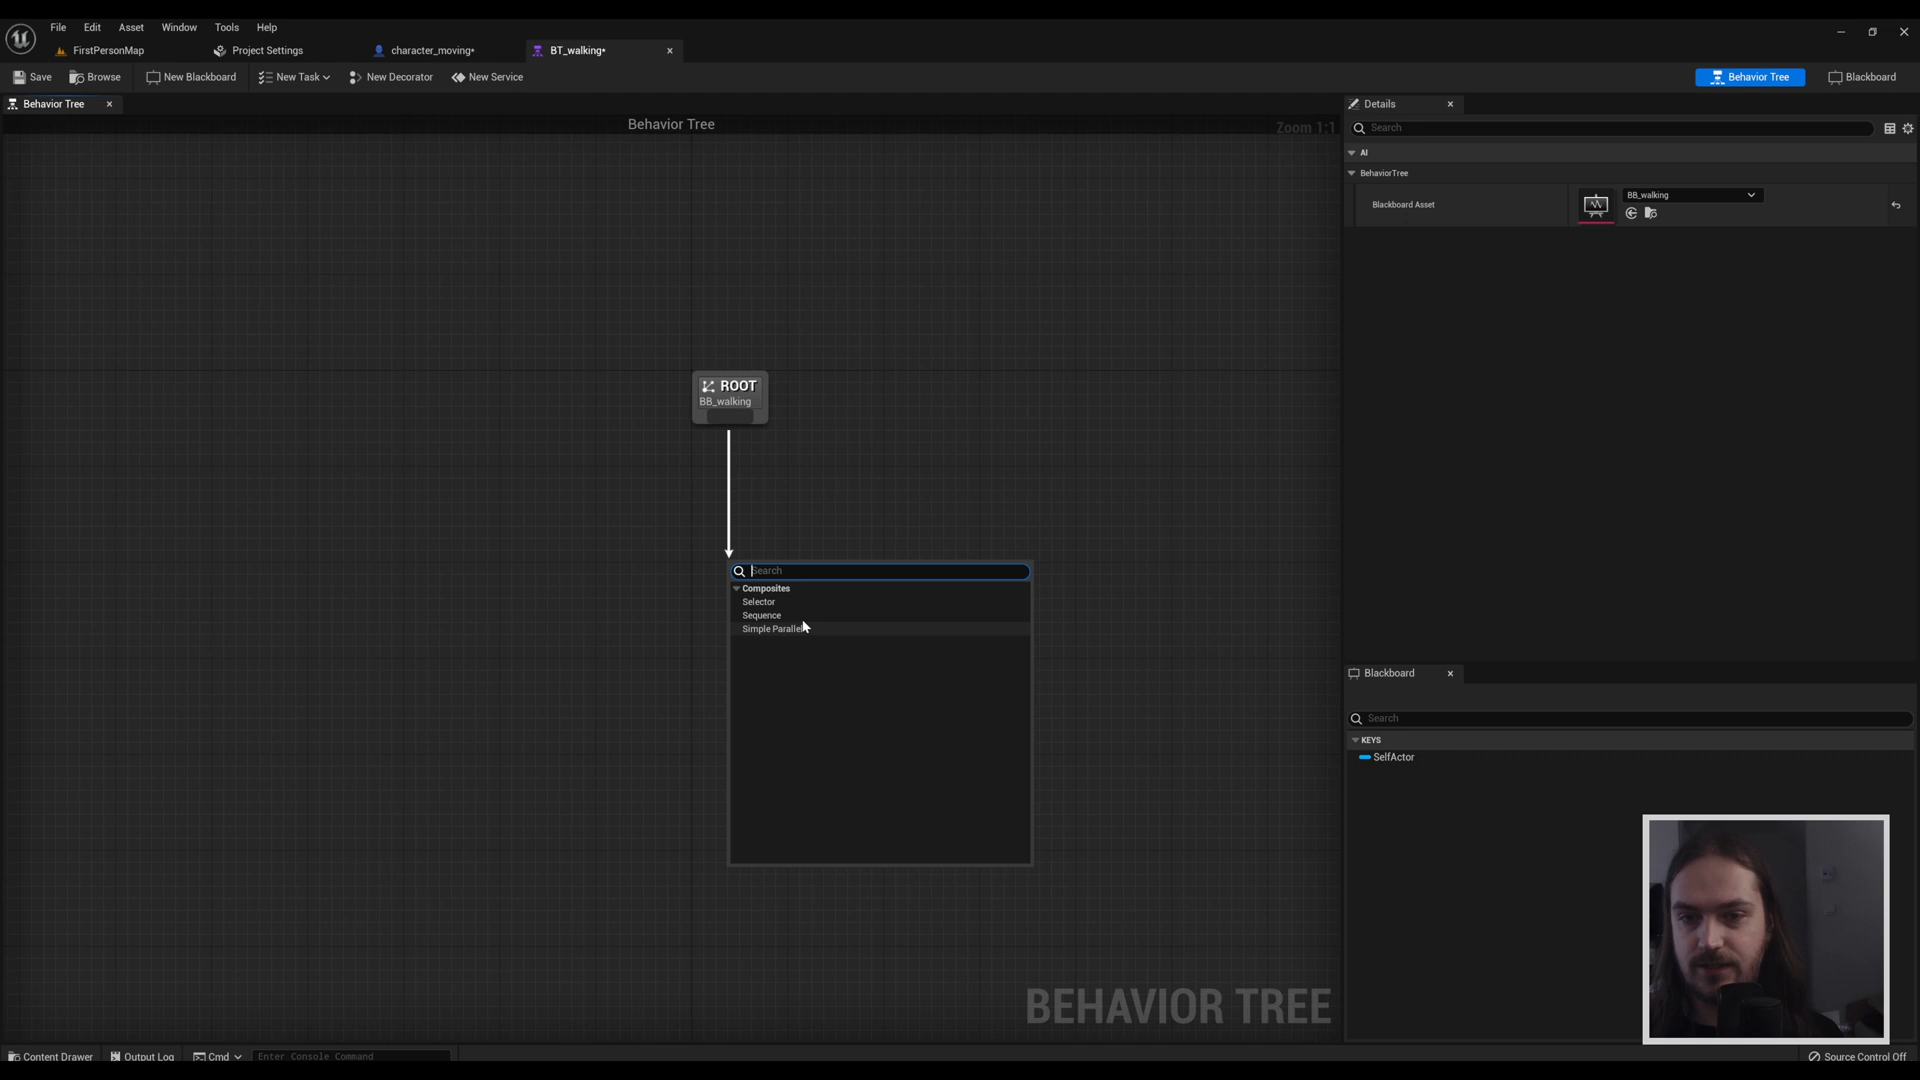 File Edit Asset Window Tools Help
FirstPersonMap Project Settings character_moving* BT_walking*
Save Browse New Blackboard New Task New Decorator New Service Behavior Tree Blackboard
Behavior Tree
Behavior Tree
Zoom 1:1
Details
Search
AI
BehaviorTree
Blackboard Asset
BB_walking
ROOT
BB_walking
Search
Composites
Selector
Sequence
Simple Parallel
Blackboard
Search
KEYS
SelfActor
BEHAVIOR TREE
Content Drawer Output Log Cmd Enter Console Command Source Control Off